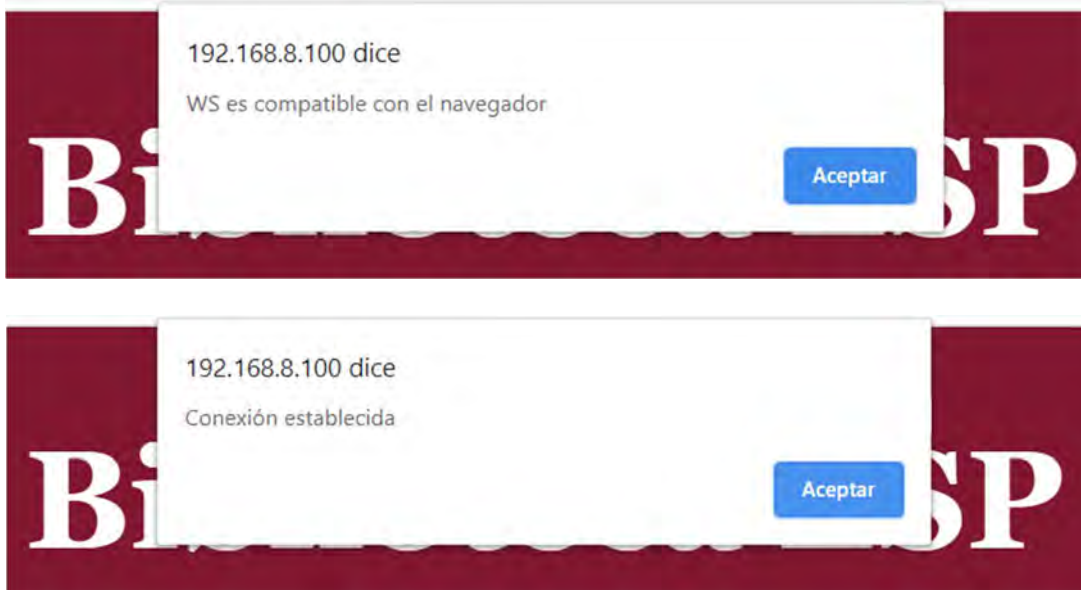 192.168.8.100 dice
WS es compatible con el navegador
Aceptar
192.168.8.100 dice
Conexión establecida
Aceptar